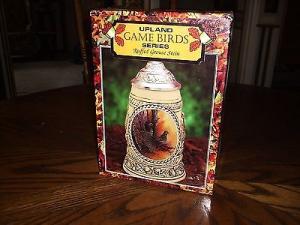 UPLAND
GAME BIRDS
SERIES
Ruffed Grouse Stein